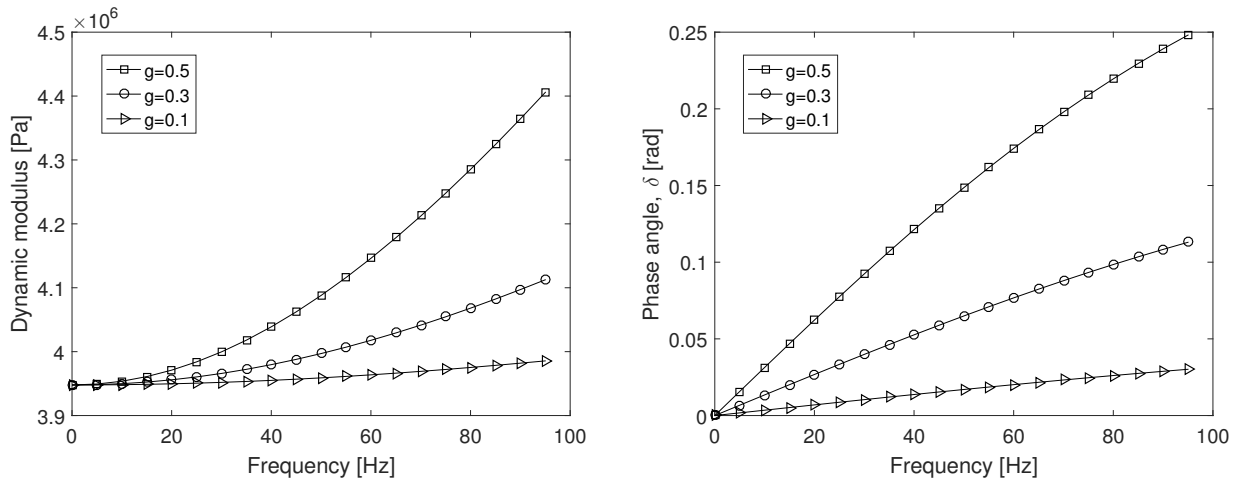 ×10⁶
4.5
4.4
4.3
4.2
4.1
4
3.9
Dynamic modulus [Pa]
g=0.5
g=0.3
g=0.1
0
20
40
60
80
100
Frequency [Hz]
0.25
0.2
0.15
0.1
0.05
0
Phase angle, δ [rad]
g=0.5
g=0.3
g=0.1
0
20
40
60
80
100
Frequency [Hz]